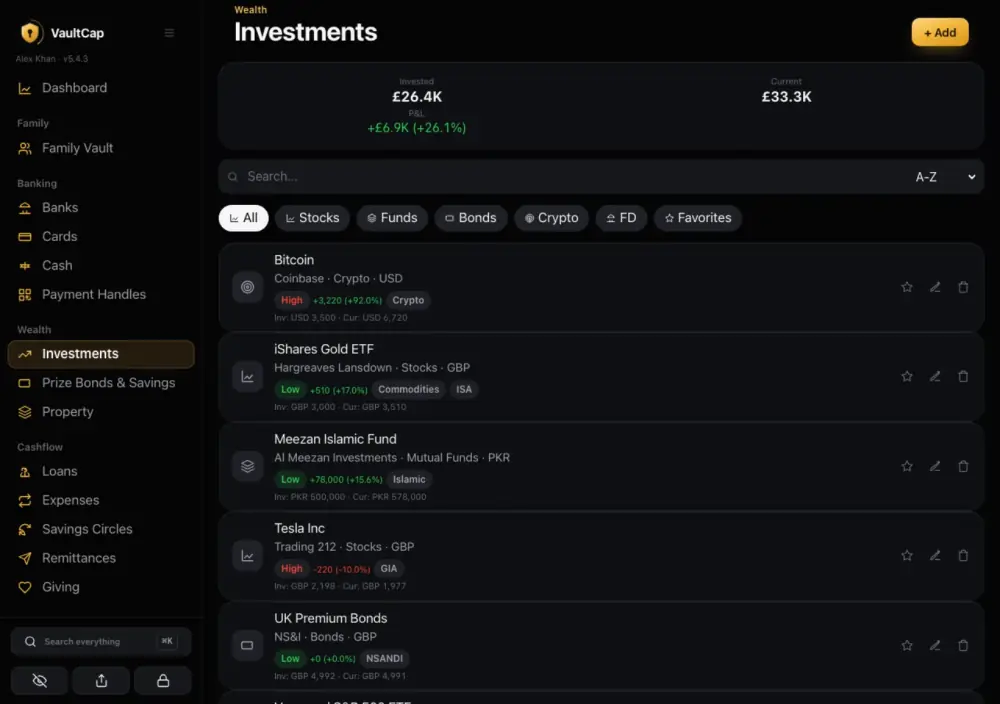 VaultCap
Alex Khan · v5.4.3
Dashboard
Family
Family Vault
Banking
Banks
Cards
Cash
Payment Handles
Wealth
Investments
Prize Bonds & Savings
Property
Cashflow
Loans
Expenses
Savings Circles
Remittances
Giving
Search everything ⌘K
Wealth
Investments
+ Add
Invested
£26.4K
P&L
+£6.9K (+26.1%)
Current
£33.3K
Search... A-Z
All Stocks Funds Bonds Crypto FD Favorites
Bitcoin
Coinbase · Crypto · USD
High +3,220 (+92.0%) Crypto
Inv: USD 3,500 · Cur: USD 6,720
iShares Gold ETF
Hargreaves Lansdown · Stocks · GBP
Low +510 (+17.0%) Commodities ISA
Inv: GBP 3,000 · Cur: GBP 3,510
Meezan Islamic Fund
Al Meezan Investments · Mutual Funds · PKR
Low +78,000 (+15.6%) Islamic
Inv: PKR 500,000 · Cur: PKR 578,000
Tesla Inc
Trading 212 · Stocks · GBP
High -220 (-10.0%) GIA
Inv: GBP 2,198 · Cur: GBP 1,977
UK Premium Bonds
NS&I · Bonds · GBP
Low +0 (+0.0%) NSANDI
Inv: GBP 4,992 · Cur: GBP 4,991